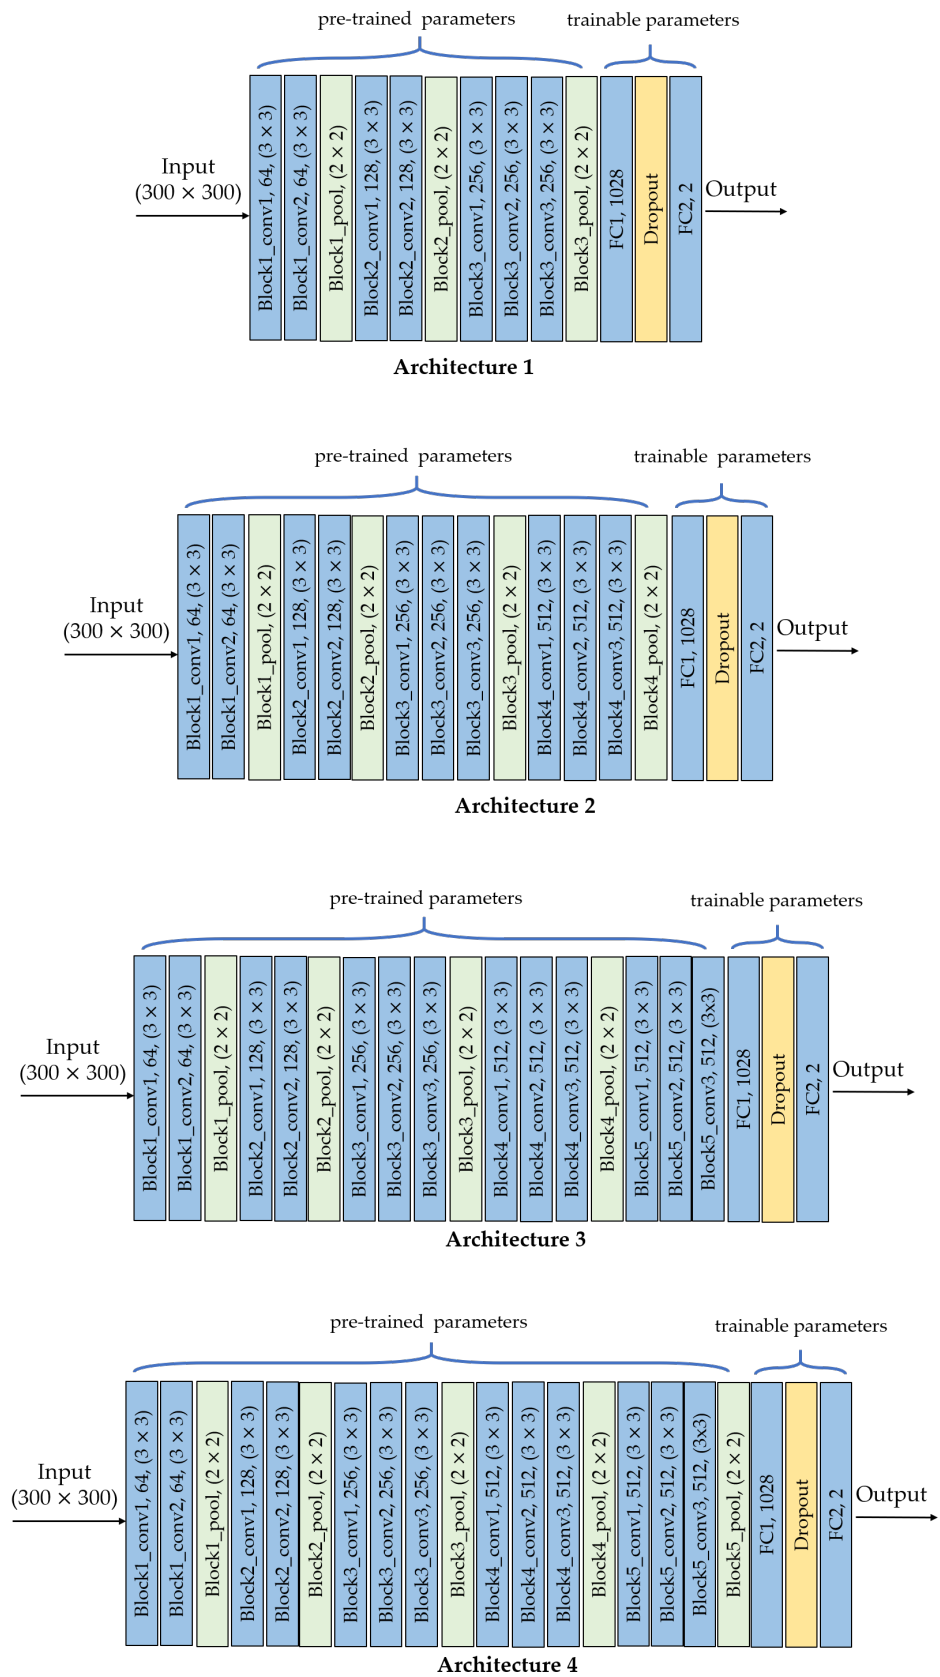 pre-trained parameters
trainable parameters
Input
(300 × 300)
Block1_conv1, 64, (3 × 3)
Block1_conv2, 64, (3 × 3)
Block1_pool, (2 × 2)
Block2_conv1, 128, (3 × 3)
Block2_conv2, 128, (3 × 3)
Block2_pool, (2 × 2)
Block3_conv1, 256, (3 × 3)
Block3_conv2, 256, (3 × 3)
Block3_conv3, 256, (3 × 3)
Block3_pool, (2 × 2)
FC1, 1028
Dropout
FC2, 2
Output
Architecture 1
pre-trained parameters
trainable parameters
Input
(300 × 300)
Block1_conv1, 64, (3 × 3)
Block1_conv2, 64, (3 × 3)
Block1_pool, (2 × 2)
Block2_conv1, 128, (3 × 3)
Block2_conv2, 128, (3 × 3)
Block2_pool, (2 × 2)
Block3_conv1, 256, (3 × 3)
Block3_conv2, 256, (3 × 3)
Block3_conv3, 256, (3 × 3)
Block3_pool, (2 × 2)
Block4_conv1, 512, (3 × 3)
Block4_conv2, 512, (3 × 3)
Block4_conv3, 512, (3 × 3)
Block4_pool, (2 × 2)
FC1, 1028
Dropout
FC2, 2
Output
Architecture 2
pre-trained parameters
trainable parameters
Input
(300 × 300)
Block1_conv1, 64, (3 × 3)
Block1_conv2, 64, (3 × 3)
Block1_pool, (2 × 2)
Block2_conv1, 128, (3 × 3)
Block2_conv2, 128, (3 × 3)
Block2_pool, (2 × 2)
Block3_conv1, 256, (3 × 3)
Block3_conv2, 256, (3 × 3)
Block3_conv3, 256, (3 × 3)
Block3_pool, (2 × 2)
Block4_conv1, 512, (3 × 3)
Block4_conv2, 512, (3 × 3)
Block4_conv3, 512, (3 × 3)
Block4_pool, (2 × 2)
Block5_conv1, 512, (3 × 3)
Block5_conv2, 512, (3 × 3)
Block5_conv3, 512, (3x3)
FC1, 1028
Dropout
FC2, 2
Output
Architecture 3
pre-trained parameters
trainable parameters
Input
(300 × 300)
Block1_conv1, 64, (3 × 3)
Block1_conv2, 64, (3 × 3)
Block1_pool, (2 × 2)
Block2_conv1, 128, (3 × 3)
Block2_conv2, 128, (3 × 3)
Block2_pool, (2 × 2)
Block3_conv1, 256, (3 × 3)
Block3_conv2, 256, (3 × 3)
Block3_conv3, 256, (3 × 3)
Block3_pool, (2 × 2)
Block4_conv1, 512, (3 × 3)
Block4_conv2, 512, (3 × 3)
Block4_conv3, 512, (3 × 3)
Block4_pool, (2 × 2)
Block5_conv1, 512, (3 × 3)
Block5_conv2, 512, (3 × 3)
Block5_conv3, 512, (3x3)
Block5_pool, (2 × 2)
FC1, 1028
Dropout
FC2, 2
Output
Architecture 4